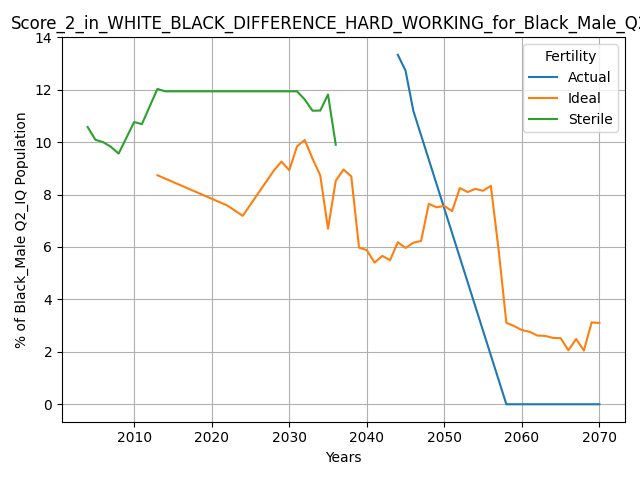 Score_2_in_WHITE_BLACK_DIFFERENCE_HARD_WORKING_for_Black_Male_Q2
Fertility
Actual
Ideal
Sterile
% of Black_Male Q2_IQ Population
14
12
10
8
6
4
2
0
2010 2020 2030 2040 2050 2060 2070
Years